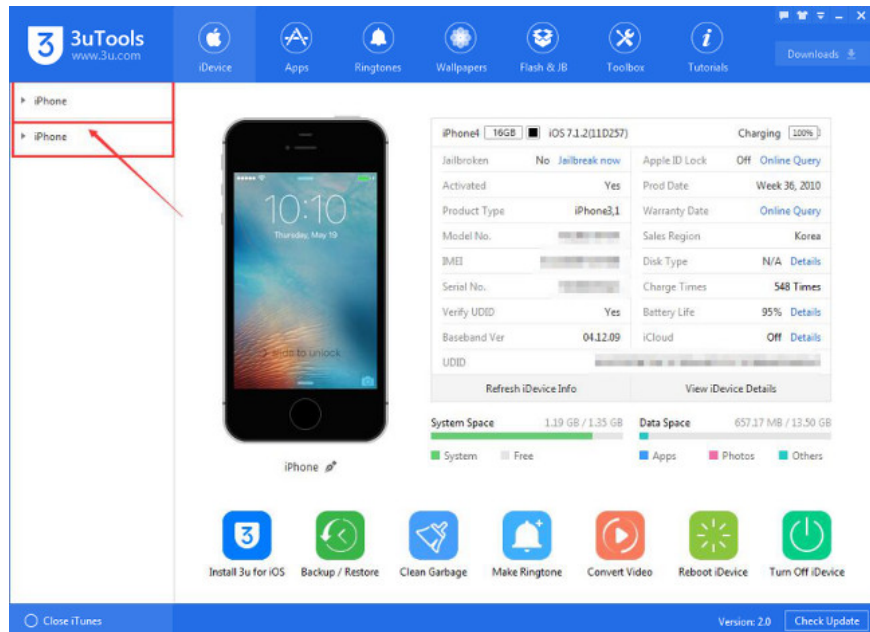 3 3uTools
www.3u.com
iDevice Apps Ringtones Wallpapers Flash & JB Toolbox Tutorials
Downloads
iPhone
iPhone
10:10
Thursday, May 19
slide to unlock
iPhone
iPhone4 16GB iOS 7.1.2(11D257) Charging 100%
Jailbroken No Jailbreak now Apple ID Lock Off Online Query
Activated Yes Prod Date Week 36, 2010
Product Type iPhone3,1 Warranty Date Online Query
Model No. Sales Region Korea
IMEI Disk Type N/A Details
Serial No. Charge Times 548 Times
Verify UDID Yes Battery Life 95% Details
Baseband Ver 04.12.09 iCloud Off Details
UDID
Refresh iDevice Info View iDevice Details
System Space 1.19 GB / 1.35 GB Data Space 657.17 MB / 13.50 GB
System Free Apps Photos Others
3
Install 3u for iOS Backup / Restore Clean Garbage Make Ringtone Convert Video Reboot iDevice Turn Off iDevice
Close iTunes Version: 2.0 Check Update